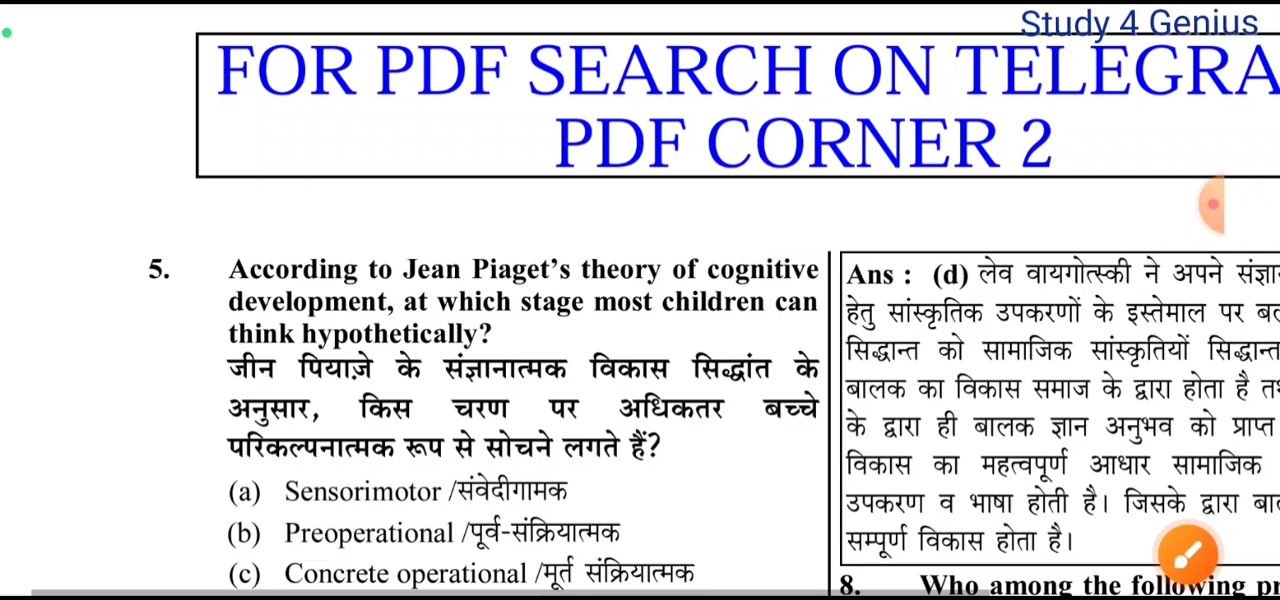 Study 4 Genius
FOR PDF SEARCH ON TELEGRA
PDF CORNER 2
5. According to Jean Piaget's theory of cognitive
development, at which stage most children can
think hypothetically?
जीन पियाज़े के संज्ञानात्मक विकास सिद्धांत के
अनुसार, किस चरण पर अधिकतर बच्चे
परिकल्पनात्मक रूप से सोचने लगते हैं?
(a) Sensorimotor /संवेदीगामक
(b) Preoperational /पूर्व-संक्रियात्मक
(c) Concrete operational /मूर्त संक्रियात्मक
Ans : (d) लेव वायगोत्स्की ने अपने
हेतु सांस्कृतिक उपकरणों के इस्तेमाल पर
सिद्धान्त को सामाजिक सांस्कृतियों सिद्धान्त
बालक का विकास समाज के द्वारा होता है
के द्वारा ही बालक ज्ञान अनुभव को प्राप्त
विकास का महत्वपूर्ण आधार सामाजिक
उपकरण व भाषा होती है। जिसके द्वारा
सम्पूर्ण विकास होता है।
8. Who among the following